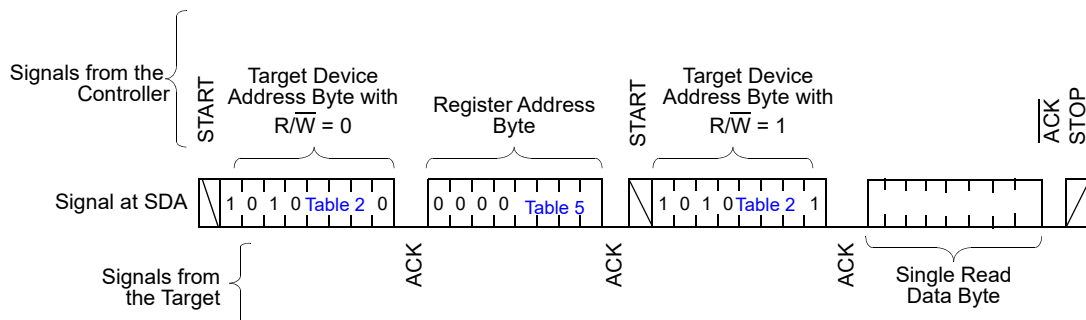 Signals from the
Controller
START
Target Device
Address Byte with
R/W̅ = 0
Register Address
Byte
START
Target Device
Address Byte with
R/W̅ = 1
A̅C̅K̅
STOP
Signal at SDA
1 0 1 0 Table 2 0
0 0 0 0 Table 5
1 0 1 0 Table 2 1
Signals from
the Target
ACK
ACK
ACK
Single Read
Data Byte